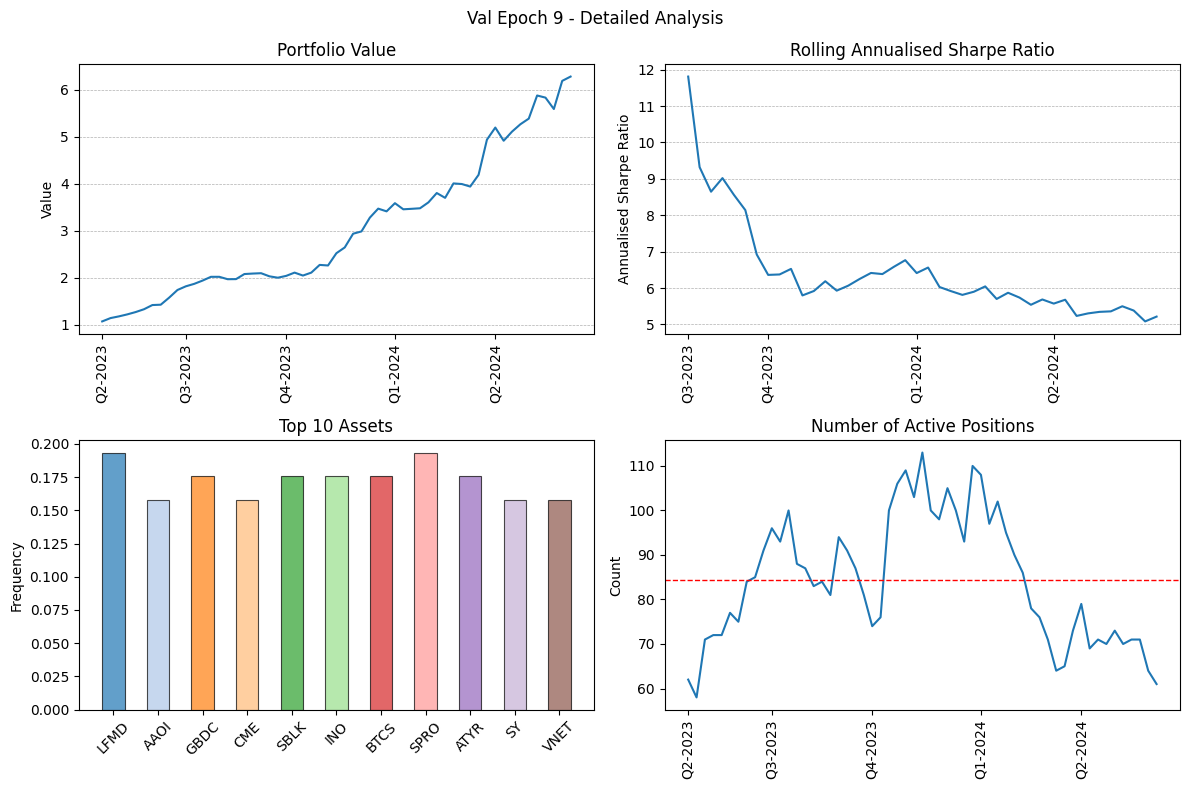 Val Epoch 9 - Detailed Analysis
Portfolio Value
Value
6
5
4
3
2
1
Q2-2023
Q3-2023
Q4-2023
Q1-2024
Q2-2024
Rolling Annualised Sharpe Ratio
Annualised Sharpe Ratio
12
11
10
9
8
7
6
5
Q3-2023
Q4-2023
Q1-2024
Q2-2024
Top 10 Assets
Frequency
0.200
0.175
0.150
0.125
0.100
0.075
0.050
0.025
0.000
LFMD
AAOI
GBDC
CME
SBLK
INO
BTCS
SPRO
ATYR
SY
VNET
Number of Active Positions
Count
110
100
90
80
70
60
Q2-2023
Q3-2023
Q4-2023
Q1-2024
Q2-2024